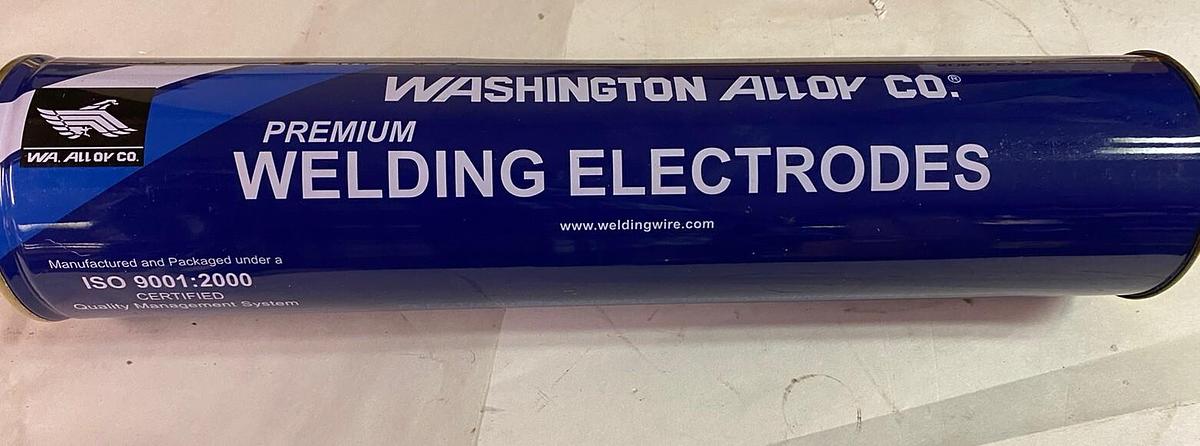 WASHINGTON ALLOY CO.®
WA. ALLOY CO.
PREMIUM
WELDING ELECTRODES
www.weldingwire.com
Manufactured and Packaged under a
ISO 9001:2000
CERTIFIED
Quality Management System